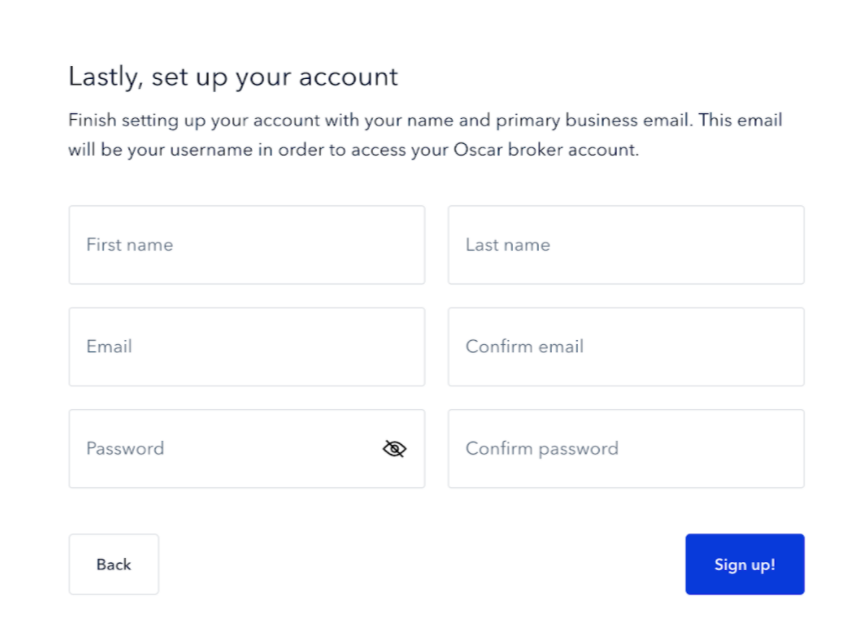 Lastly, set up your account
Finish setting up your account with your name and primary business email. This email
will be your username in order to access your Oscar broker account.
First name
Last name
Email
Confirm email
Password
Confirm password
Back
Sign up!